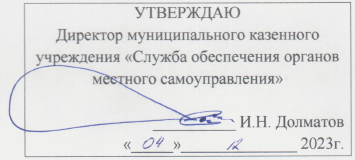 УТВЕРЖДАЮ
Директор муниципального казенного
учреждения «Служба обеспечения органов
местного самоуправления»
И.Н. Долматов
«04» 12 2023г.